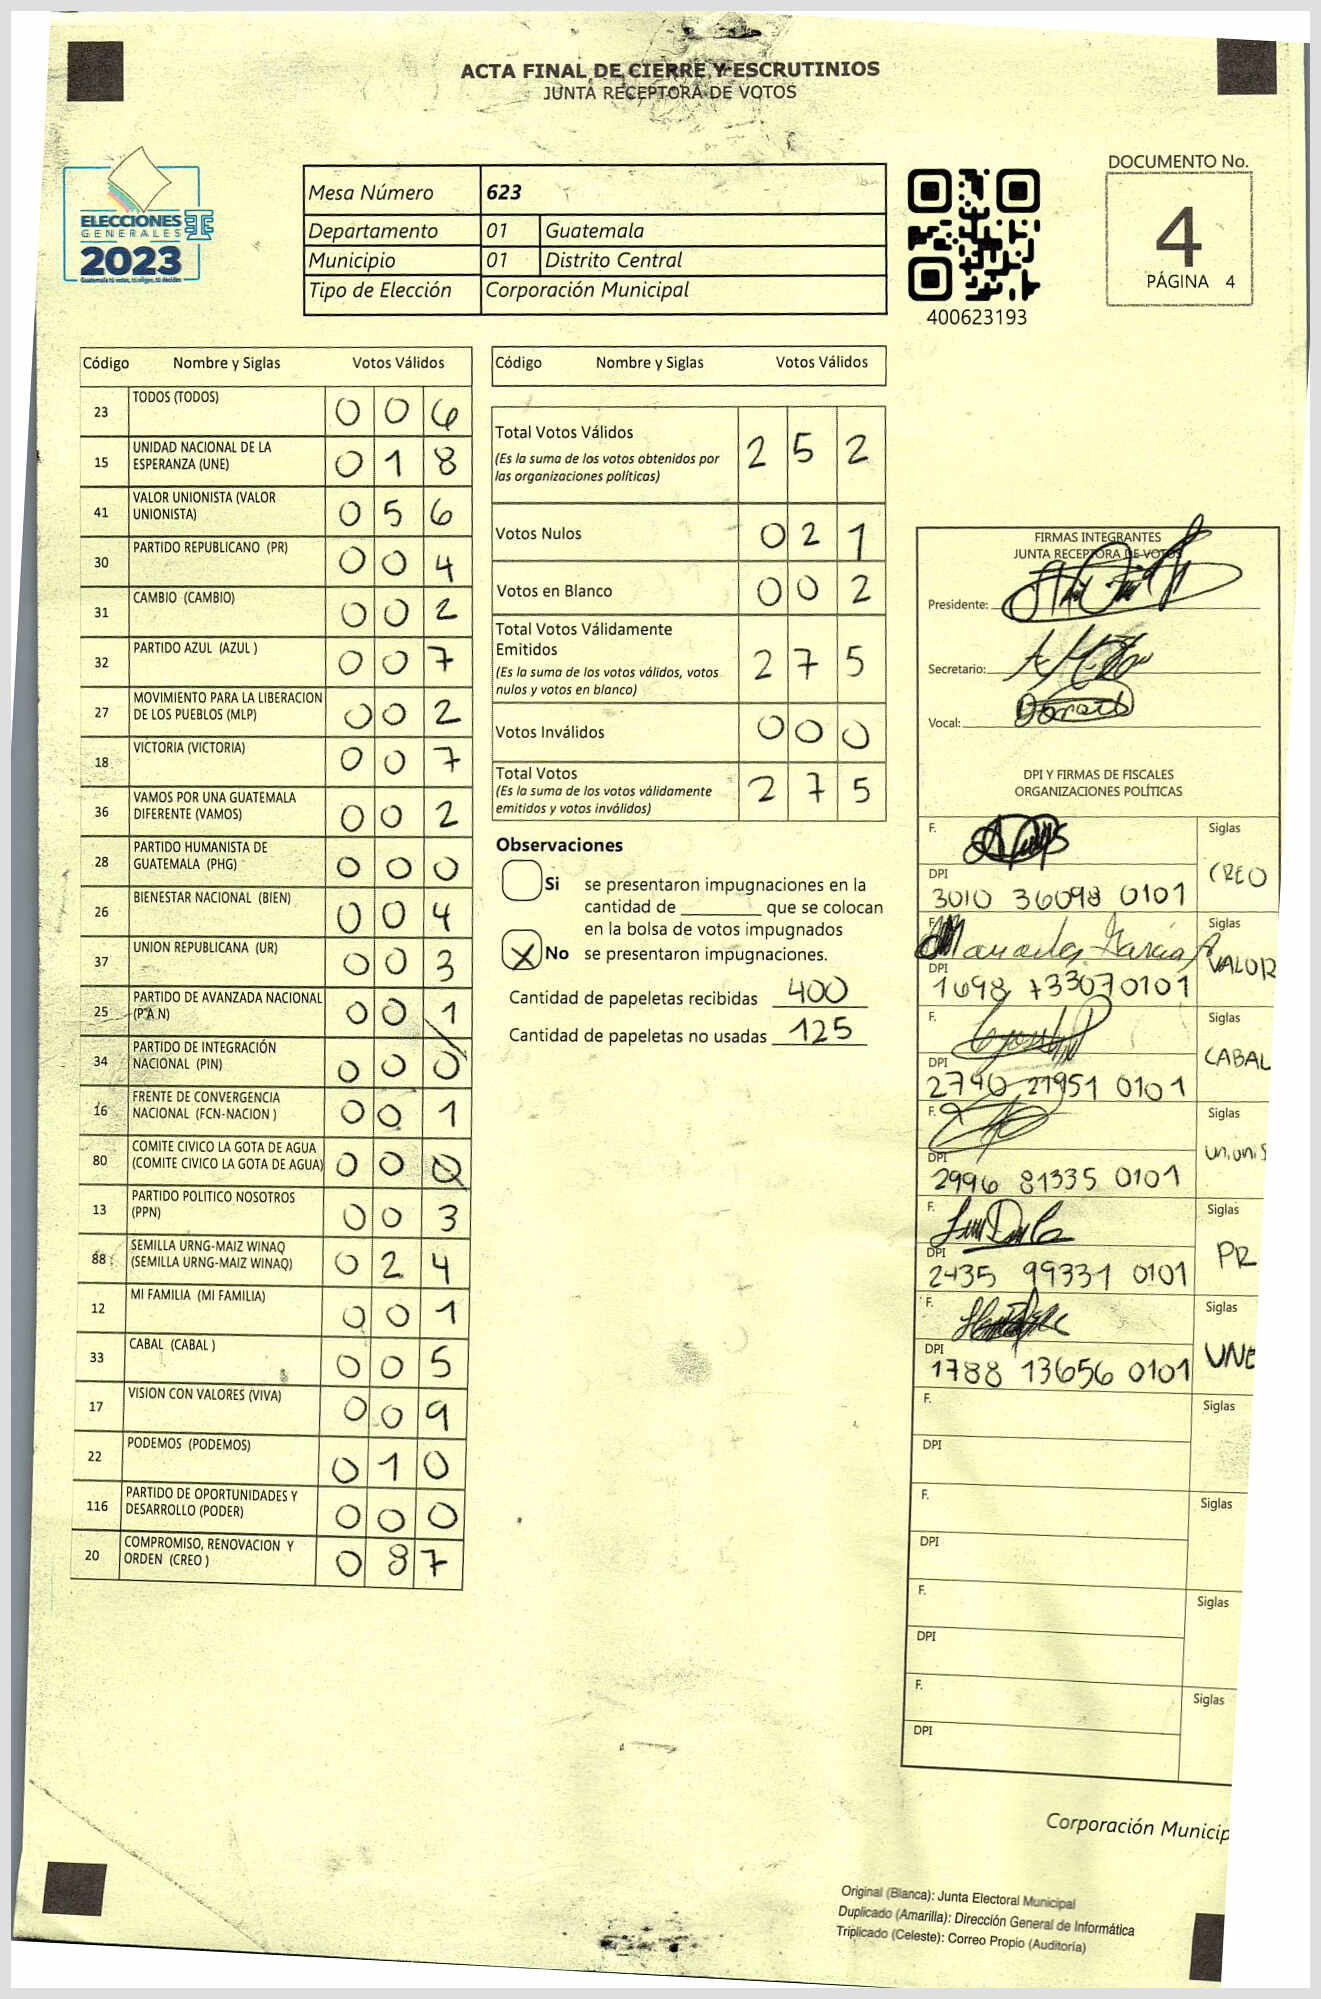 ACTA FINAL DE CIERRE Y ESCRUTINIOS
JUNTA RECEPTORA DE VOTOS
ELECCIONES
GENERALES
2023
Guatemala tú votas, tú eliges, tú decides
Mesa Número 623
Departamento 01 Guatemala
Municipio 01 Distrito Central
Tipo de Elección Corporación Municipal
400623193
DOCUMENTO No.
4
PÁGINA 4
Código Nombre y Siglas Votos Válidos
23 TODOS (TODOS) 0 0 6
15 UNIDAD NACIONAL DE LA
ESPERANZA (UNE) 0 1 8
41 VALOR UNIONISTA (VALOR
UNIONISTA) 0 5 6
30 PARTIDO REPUBLICANO (PR) 0 0 4
31 CAMBIO (CAMBIO) 0 0 2
32 PARTIDO AZUL (AZUL ) 0 0 7
27 MOVIMIENTO PARA LA LIBERACION
DE LOS PUEBLOS (MLP) 0 0 2
18 VICTORIA (VICTORIA) 0 0 7
36 VAMOS POR UNA GUATEMALA
DIFERENTE (VAMOS) 0 0 2
28 PARTIDO HUMANISTA DE
GUATEMALA (PHG) 0 0 0
26 BIENESTAR NACIONAL (BIEN) 0 0 4
37 UNION REPUBLICANA (UR) 0 0 3
25 PARTIDO DE AVANZADA NACIONAL
(P A N) 0 0 1
34 PARTIDO DE INTEGRACIÓN
NACIONAL (PIN) 0 0 0
16 FRENTE DE CONVERGENCIA
NACIONAL (FCN-NACION ) 0 0 1
80 COMITE CIVICO LA GOTA DE AGUA
(COMITE CIVICO LA GOTA DE AGUA) 0 0 0
13 PARTIDO POLITICO NOSOTROS
(PPN) 0 0 3
88 SEMILLA URNG-MAIZ WINAQ
(SEMILLA URNG-MAIZ WINAQ) 0 2 4
12 MI FAMILIA (MI FAMILIA) 0 0 1
33 CABAL (CABAL ) 0 0 5
17 VISION CON VALORES (VIVA) 0 0 9
22 PODEMOS (PODEMOS) 0 1 0
116 PARTIDO DE OPORTUNIDADES Y
DESARROLLO (PODER) 0 0 0
20 COMPROMISO, RENOVACION Y
ORDEN (CREO ) 0 87
Código Nombre y Siglas Votos Válidos
Total Votos Válidos 2 5 2
(Es la suma de los votos obtenidos por
las organizaciones políticas)
Votos Nulos 0 2 1
Votos en Blanco 0 0 2
Total Votos Válidamente
Emitidos 2 7 5
(Es la suma de los votos válidos, votos
nulos y votos en blanco)
Votos Inválidos 0 0 0
Total Votos 2 7 5
(Es la suma de los votos válidamente
emitidos y votos inválidos)
Observaciones
Si se presentaron impugnaciones en la
cantidad de ________ que se colocan
en la bolsa de votos impugnados
X No se presentaron impugnaciones.
Cantidad de papeletas recibidas 400
Cantidad de papeletas no usadas 125
FIRMAS INTEGRANTES
JUNTA RECEPTORA DE VOTOS
Presidente:
Secretario:
Vocal:
DPI Y FIRMAS DE FISCALES
ORGANIZACIONES POLÍTICAS
F. Siglas
CREO
DPI
3010 36098 0101
F. Siglas
VALOR
DPI
1698 73307 0101
F. Siglas
CABAL
DPI
2790 21951 0101
F. Siglas
Unionis
DPI
2996 81335 0101
F. Siglas
PR
DPI
2435 99331 0101
F. Siglas
UNE
DPI
1788 13656 0101
F. Siglas
DPI
F. Siglas
DPI
F. Siglas
DPI
F. Siglas
DPI
Corporación Municip
Original (Blanca): Junta Electoral Municipal
Duplicado (Amarilla): Dirección General de Informática
Triplicado (Celeste): Correo Propio (Auditoría)